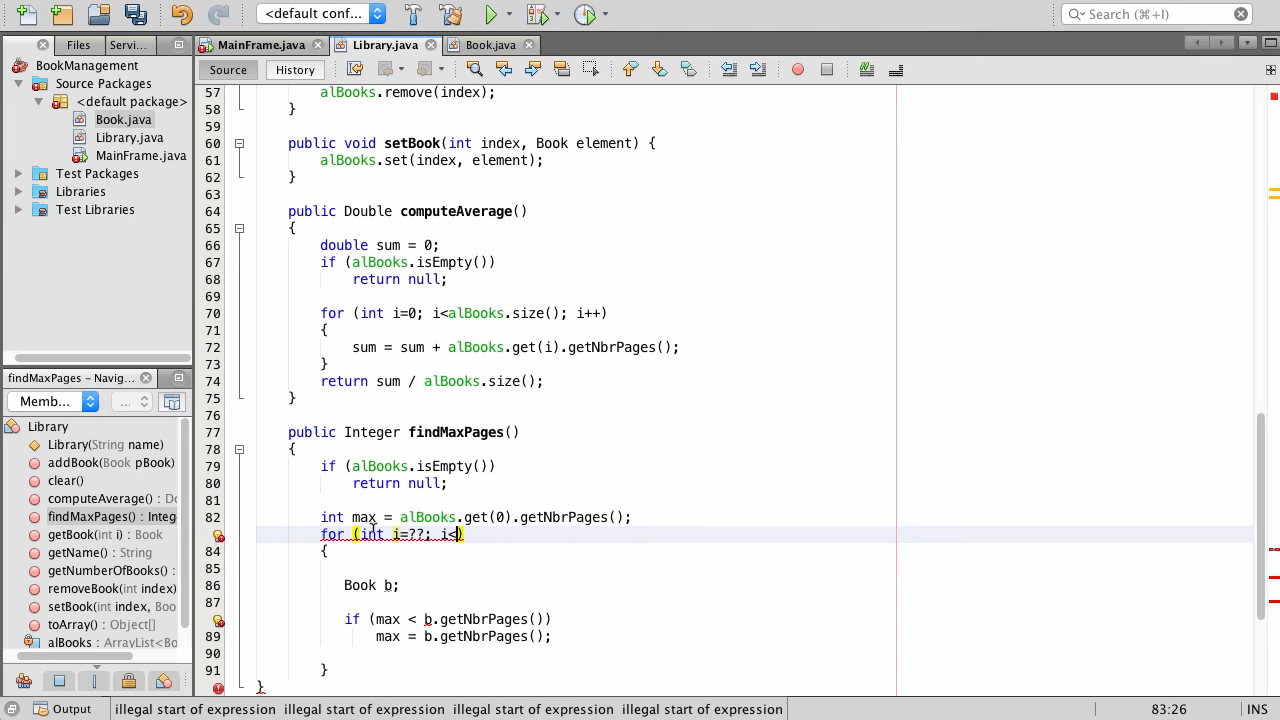 <default conf...
Search (⌘+I)
Files
Servi...
MainFrame.java
Library.java
Book.java
BookManagement
Source Packages
<default package>
Book.java
Library.java
MainFrame.java
Test Packages
Libraries
Test Libraries
Source
History
57 alBooks.remove(index);
58 }
59
60 public void setBook(int index, Book element) {
61 alBooks.set(index, element);
62 }
63
64 public Double computeAverage()
65 {
66 double sum = 0;
67 if (alBooks.isEmpty())
68 return null;
69
70 for (int i=0; i<alBooks.size(); i++)
71 {
72 sum = sum + alBooks.get(i).getNbrPages();
73 }
74 return sum / alBooks.size();
75 }
76
77 public Integer findMaxPages()
78 {
79 if (alBooks.isEmpty())
80 return null;
81
82 int max = alBooks.get(0).getNbrPages();
for (int i=??; i<)
84 {
85
86 Book b;
87
if (max < b.getNbrPages())
89 max = b.getNbrPages();
90
91 }
}
findMaxPages - Navig...
Memb...
...
Library
Library(String name)
addBook(Book pBook)
clear()
computeAverage() : Do
findMaxPages() : Integ
getBook(int i) : Book
getName() : String
getNumberOfBooks() : i
removeBook(int index)
setBook(int index, Boo
toArray() : Object[]
alBooks : ArrayList<Bo
Output
illegal start of expression illegal start of expression illegal start of expression illegal start of expression
83:26
INS